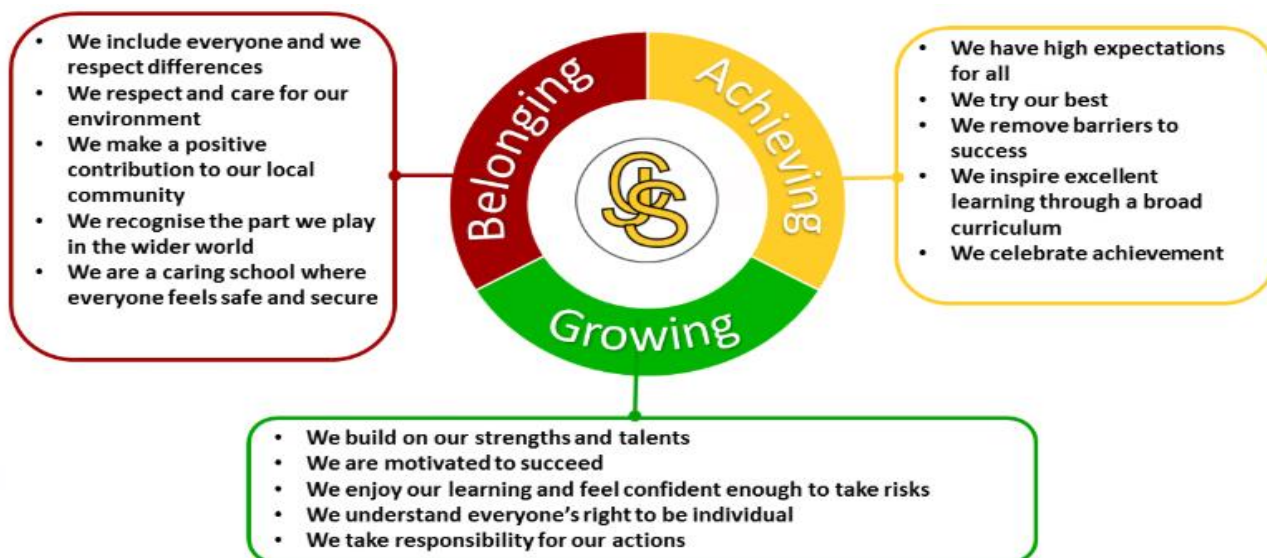 Belonging
• We include everyone and we
respect differences
• We respect and care for our
environment
• We make a positive
contribution to our local
community
• We recognise the part we play
in the wider world
• We are a caring school where
everyone feels safe and secure
Achieving
• We have high expectations
for all
• We try our best
• We remove barriers to
success
• We inspire excellent
learning through a broad
curriculum
• We celebrate achievement
CJS
Growing
• We build on our strengths and talents
• We are motivated to succeed
• We enjoy our learning and feel confident enough to take risks
• We understand everyone’s right to be individual
• We take responsibility for our actions